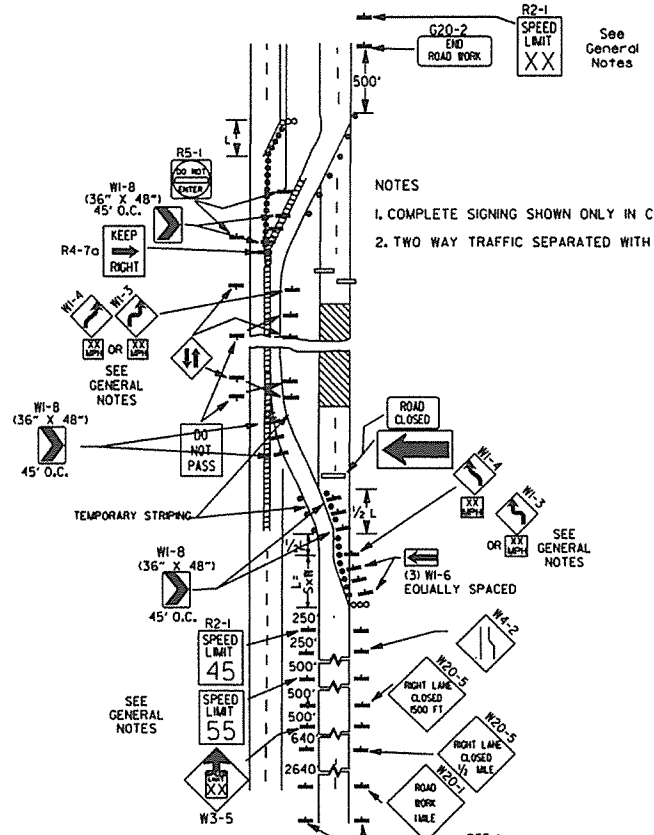 R2-1
SPEED
LIMIT
XX
See
General
Notes
G20-2
END
ROAD WORK
500'
L
R5-1
DO NOT
ENTER
W1-8
(36" X 48")
45' O.C.
KEEP
RIGHT
R4-7a
NOTES
1. COMPLETE SIGNING SHOWN ONLY IN C
2. TWO WAY TRAFFIC SEPARATED WITH
W1-4
W1-3
XX
MPH
OR
XX
MPH
SEE
GENERAL
NOTES
W1-8
(36" X 48")
45' O.C.
DO
NOT
PASS
ROAD
CLOSED
W1-4
XX
MPH
W1-3
OR
XX
MPH
SEE
GENERAL
NOTES
½ L
TEMPORARY STRIPING
½ L
L=
SxW
W1-8
(36" X 48")
45' O.C.
(3) W1-6
EQUALLY SPACED
R2-1
SPEED
LIMIT
45
250'
250'
500'
500'
500'
640'
2640'
W4-2
SEE
GENERAL
NOTES
SPEED
LIMIT
55
W20-5
RIGHT LANE
CLOSED
1500 FT
W20-5
RIGHT LANE
CLOSED
½ MILE
XX
W3-5
W20-1
ROAD
WORK
1 MILE